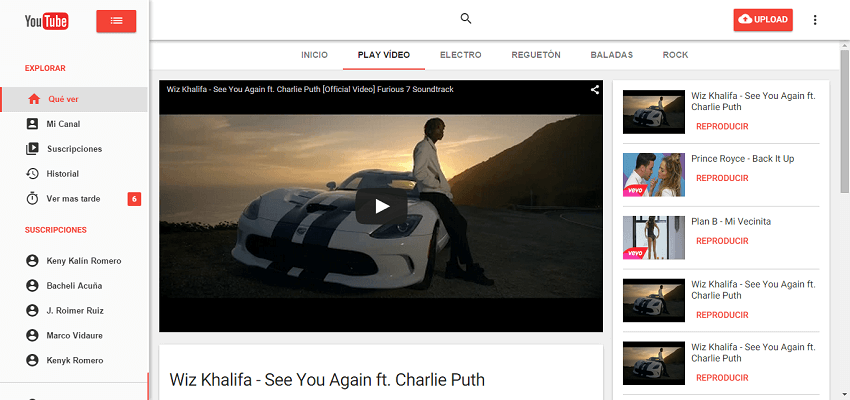 YouTube
UPLOAD
EXPLORAR
Qué ver
Mi Canal
Suscripciones
Historial
Ver mas tarde 6
SUSCRIPCIONES
Keny Kalín Romero
Bacheli Acuña
J. Roimer Ruiz
Marco Vidaure
Kenyk Romero
INICIO PLAY VÍDEO ELECTRO REGUETÓN BALADAS ROCK
Wiz Khalifa - See You Again ft. Charlie Puth [Official Video] Furious 7 Soundtrack
Wiz Khalifa - See You Again ft. Charlie Puth
Wiz Khalifa - See You Again ft.
Charlie Puth
REPRODUCIR
vevo
Prince Royce - Back It Up
REPRODUCIR
vevo
Plan B - Mi Vecinita
REPRODUCIR
Wiz Khalifa - See You Again ft.
Charlie Puth
REPRODUCIR
Wiz Khalifa - See You Again ft.
Charlie Puth
REPRODUCIR